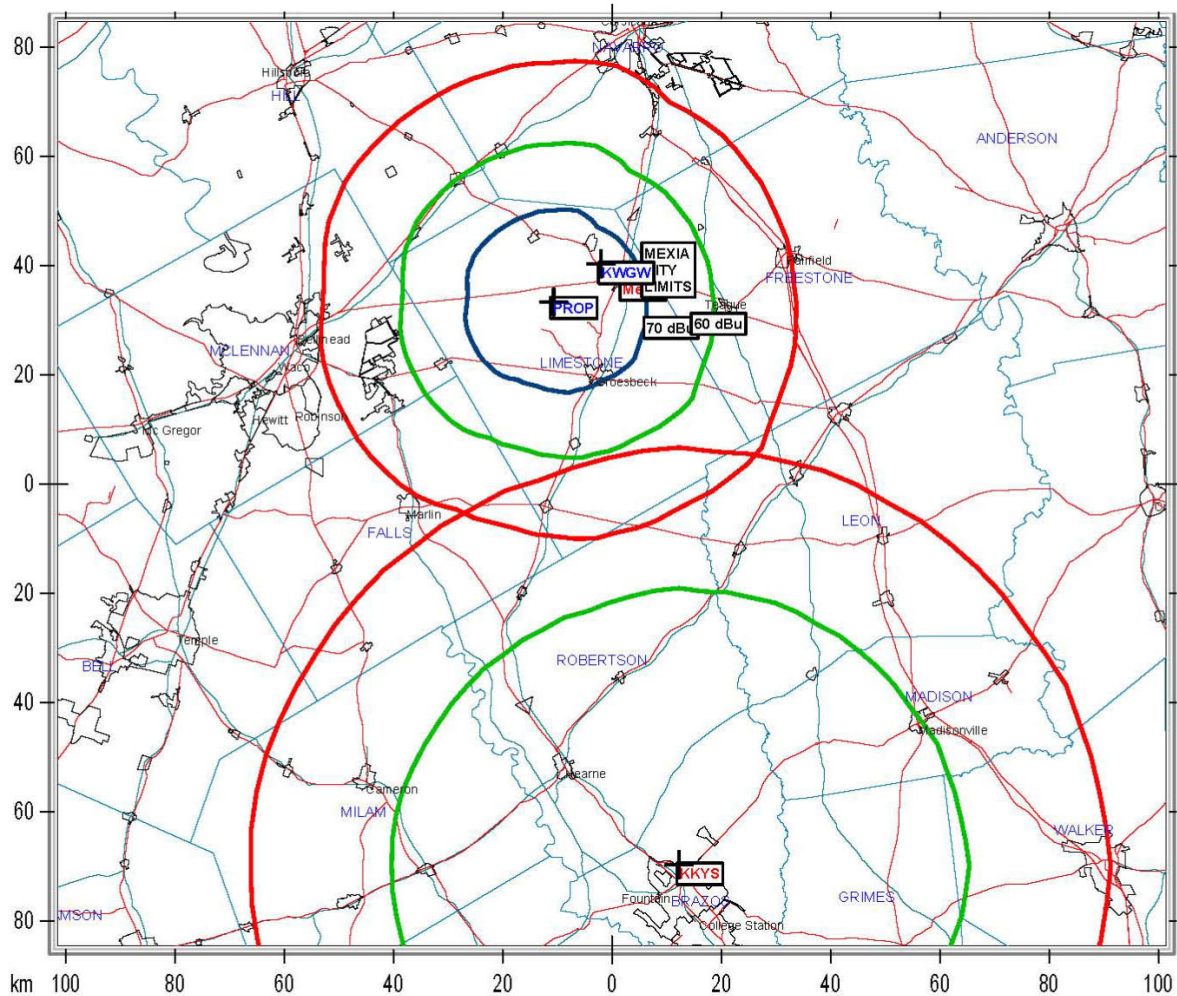 80
60
40
20
0
20
40
60
80
km
100
80
60
40
20
0
20
40
60
80
100
NAVARRO
Hillsboro
HILL
ANDERSON
MEXIA
CITY
LIMITS
KWGW
PROP
Fairfield
FREESTONE
Teague
70 dBu
60 dBu
MCLENNAN
Waco
LIMESTONE
Groesbeck
Hewitt
Robinson
Mc Gregor
Marlin
FALLS
LEON
Temple
BELL
ROBERTSON
MADISON
Madisonville
Hearne
Cameron
MILAM
WALKER
KKYS
Fountain
BRAZOS
GRIMES
College Station
AMSON